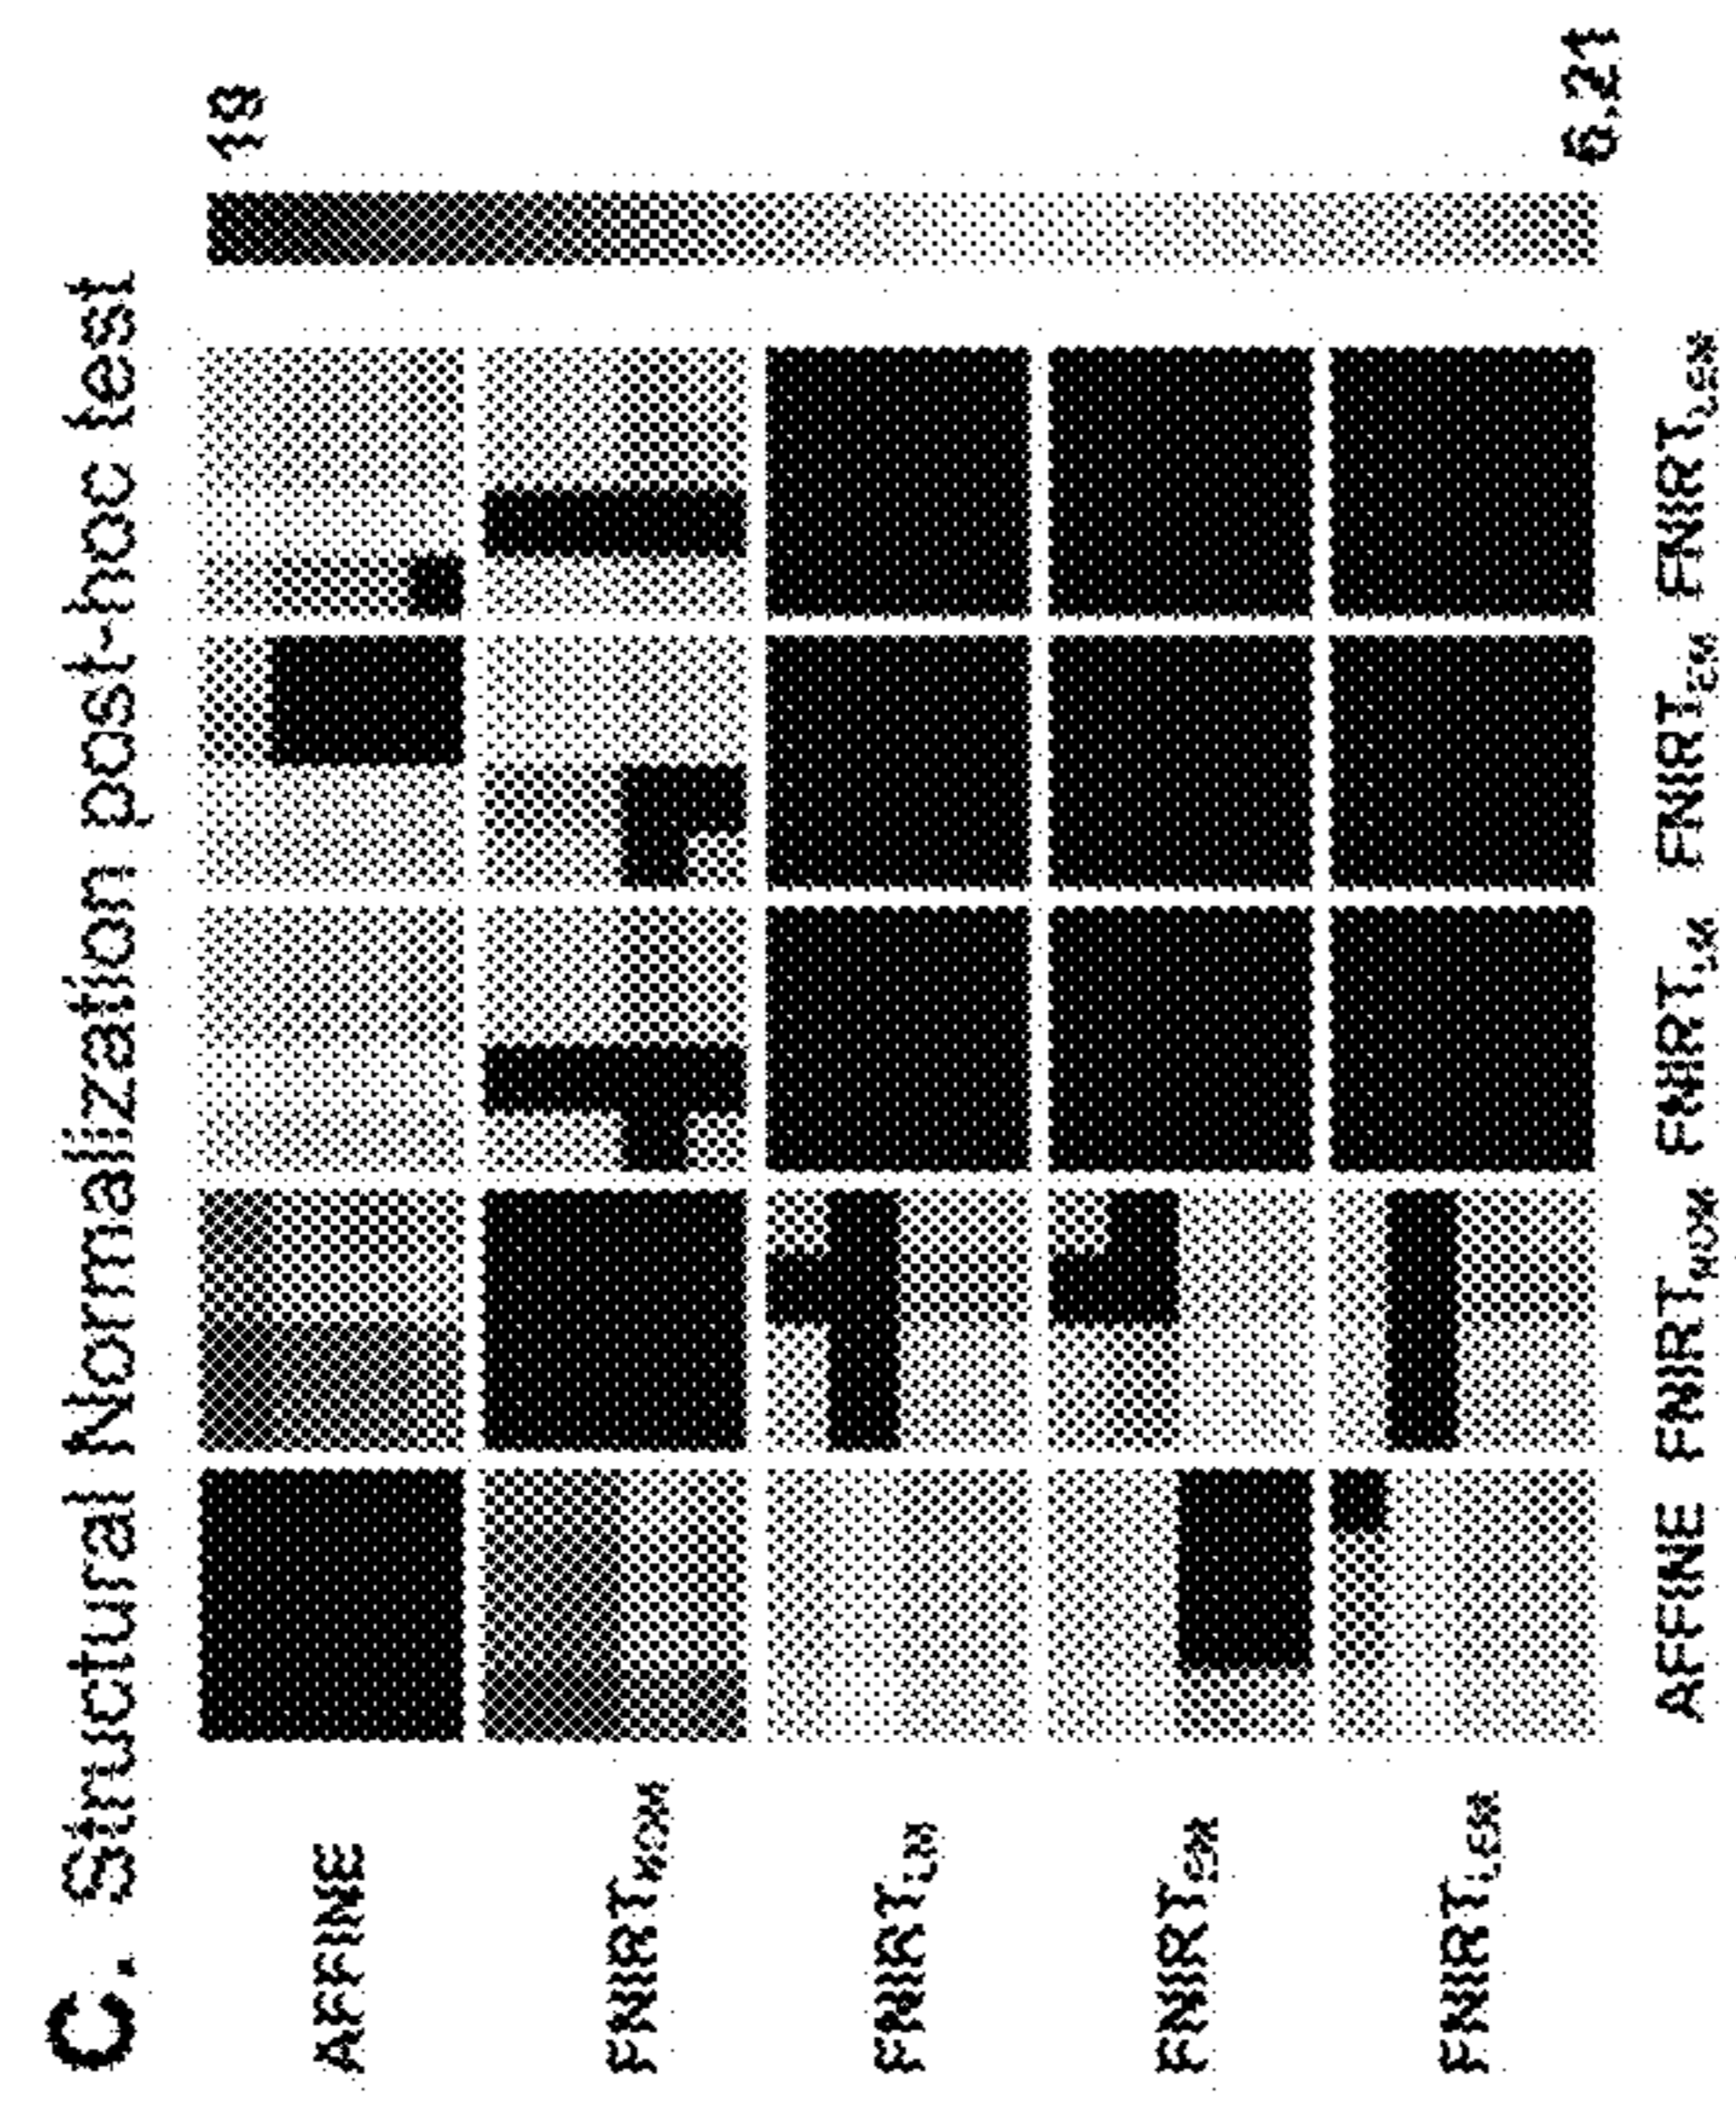 C. Structural Normalization post-hoc test
19
6.21
AFFINE
FNIRT
FNIRT
FNIRT
FNIRT
AFFINE FNIRT FNIRT FNIRT FNIRT